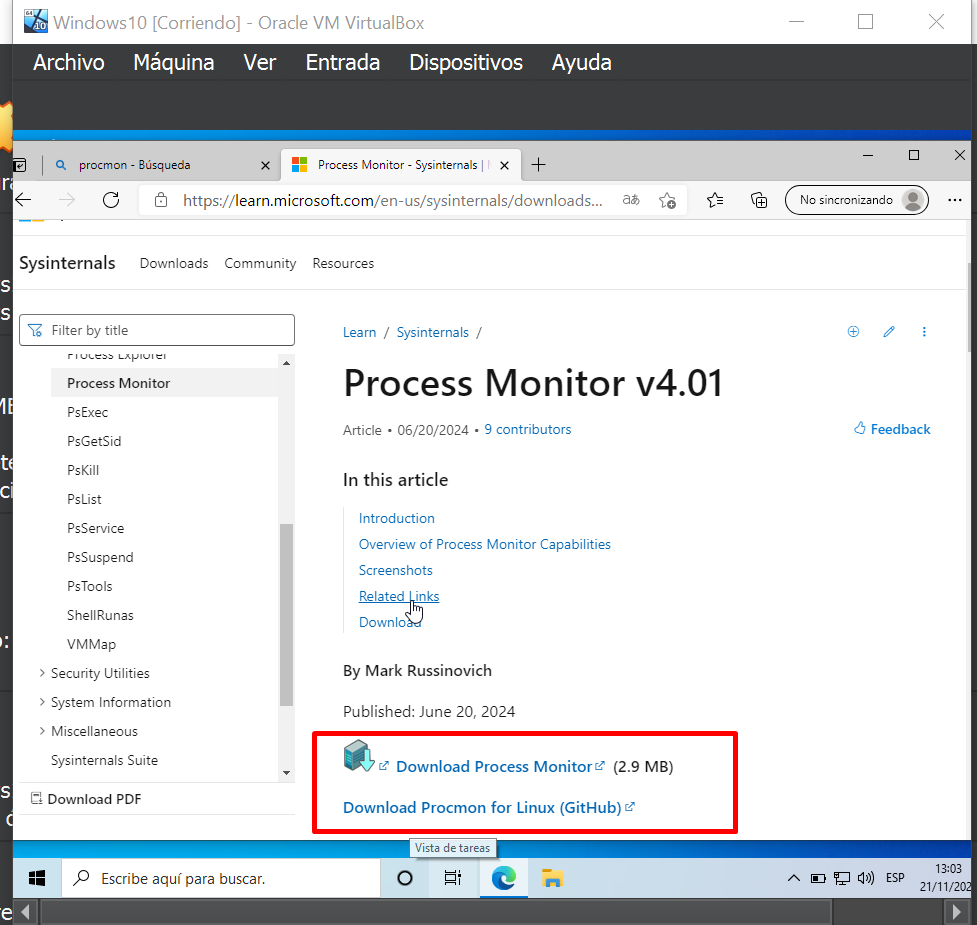 Windows10 [Corriendo] - Oracle VM VirtualBox
Archivo Máquina Ver Entrada Dispositivos Ayuda
procmon - Búsqueda
Process Monitor - Sysinternals |
https://learn.microsoft.com/en-us/sysinternals/downloads...
No sincronizando
Sysinternals Downloads Community Resources
Filter by title
Process Explorer
Process Monitor
PsExec
PsGetSid
PsKill
PsList
PsService
PsSuspend
PsTools
ShellRunas
VMMap
Security Utilities
System Information
Miscellaneous
Sysinternals Suite
Download PDF
Learn / Sysinternals /
Process Monitor v4.01
Article • 06/20/2024 • 9 contributors
Feedback
In this article
Introduction
Overview of Process Monitor Capabilities
Screenshots
Related Links
Download
By Mark Russinovich
Published: June 20, 2024
Download Process Monitor (2.9 MB)
Download Procmon for Linux (GitHub)
Vista de tareas
Escribe aquí para buscar.
ESP
13:03
21/11/202